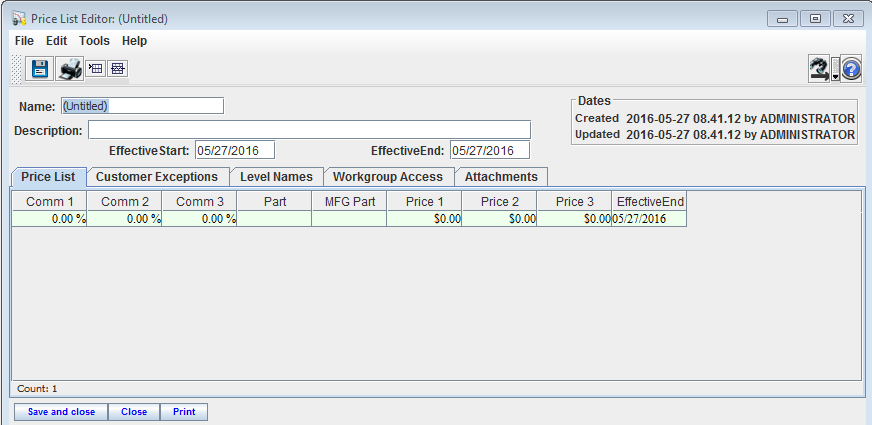 Price List Editor: (Untitled)
File Edit Tools Help
Name: (Untitled)
Description:
EffectiveStart: 05/27/2016 EffectiveEnd: 05/27/2016
Dates
Created 2016-05-27 08.41.12 by ADMINISTRATOR
Updated 2016-05-27 08.41.12 by ADMINISTRATOR
Price List Customer Exceptions Level Names Workgroup Access Attachments
Comm 1 Comm 2 Comm 3 Part MFG Part Price 1 Price 2 Price 3 EffectiveEnd
0.00 % 0.00 % 0.00 % $0.00 $0.00 $0.00 05/27/2016
Count: 1
Save and close Close Print